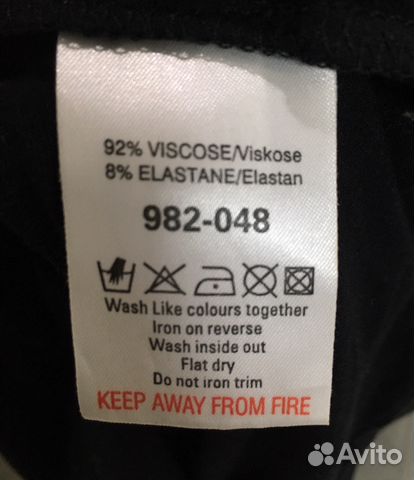 92% VISCOSE/Viskose
8% ELASTANE/Elastan
982-048
Wash Like colours together
Iron on reverse
Wash inside out
Flat dry
Do not iron trim
KEEP AWAY FROM FIRE
Avito